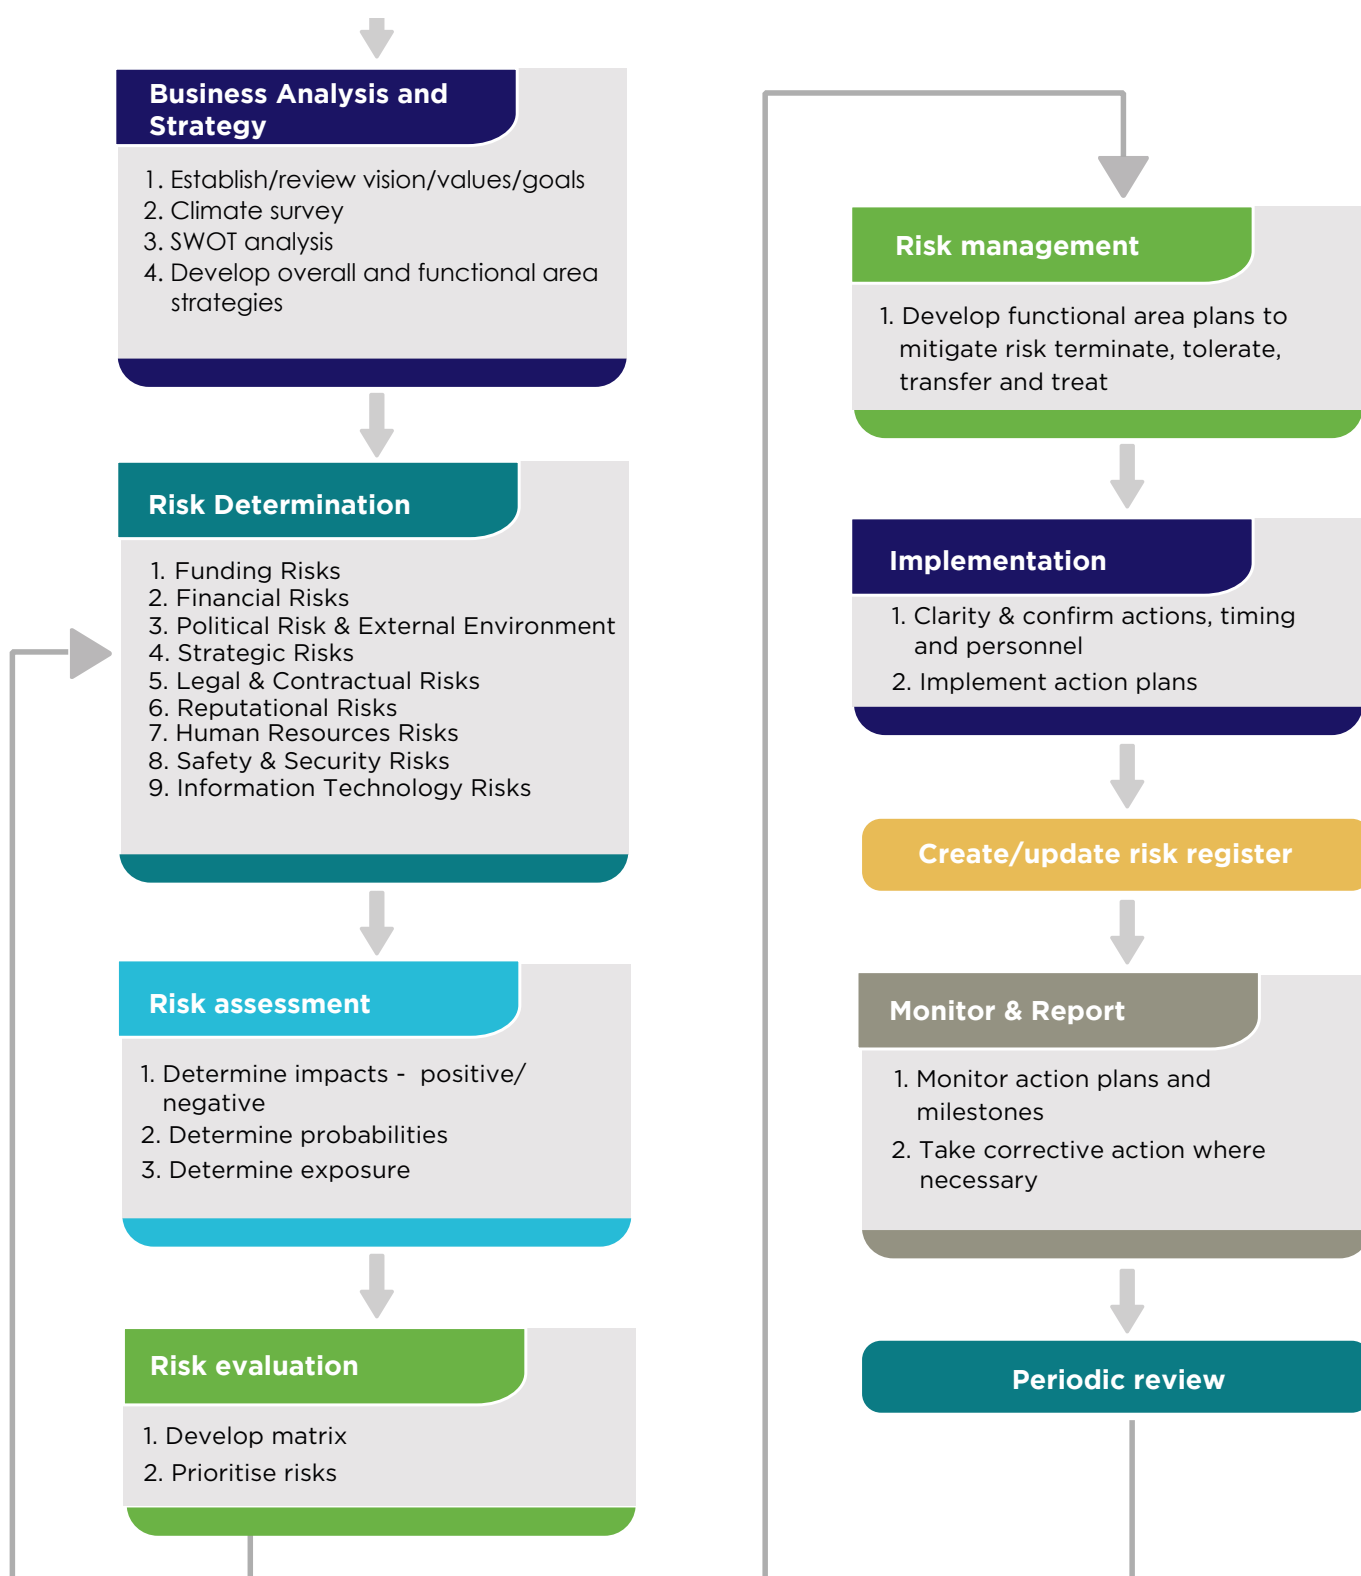 Business Analysis and
Strategy
1. Establish/review vision/values/goals
2. Climate survey
3. SWOT analysis
4. Develop overall and functional area
strategies
Risk Determination
1. Funding Risks
2. Financial Risks
3. Political Risk & External Environment
4. Strategic Risks
5. Legal & Contractual Risks
6. Reputational Risks
7. Human Resources Risks
8. Safety & Security Risks
9. Information Technology Risks
Risk assessment
1. Determine impacts - positive/
negative
2. Determine probabilities
3. Determine exposure
Risk evaluation
1. Develop matrix
2. Prioritise risks
Risk management
1. Develop functional area plans to
mitigate risk terminate, tolerate,
transfer and treat
Implementation
1. Clarity & confirm actions, timing
and personnel
2. Implement action plans
Create/update risk register
Monitor & Report
1. Monitor action plans and
milestones
2. Take corrective action where
necessary
Periodic review